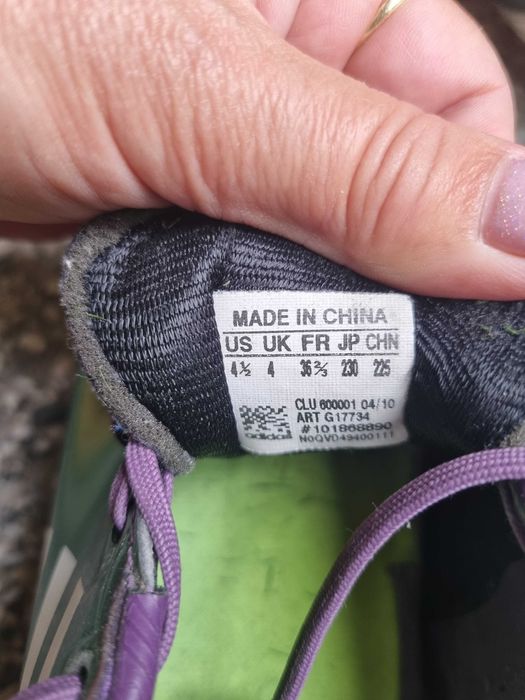 MADE IN CHINA
US UK FR JP CHN
4½ 4 36⅔ 230 225
CLU 600001 04/10
ART G17734
#101868890
adidas N0QVD49400111